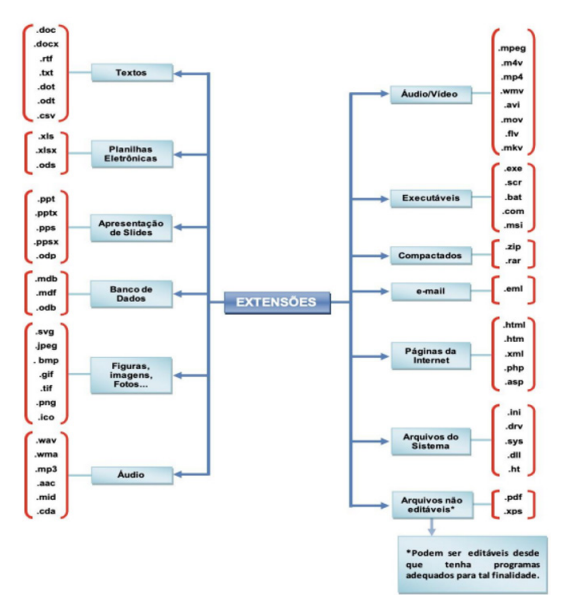 .doc
.docx
.rtf
.txt
.dot
.odt
.csv
Textos
.xls
.xlsx
.ods
Planilhas
Eletrônicas
.ppt
.pptx
.pps
.ppsx
.odp
Apresentação
de Slides
.mdb
.mdf
.odb
Banco de
Dados
.svg
.jpeg
. bmp
.gif
.tif
.png
.ico
Figuras,
imagens,
Fotos...
.wav
.wma
.mp3
.aac
.mid
.cda
Áudio
EXTENSÕES
Áudio/Vídeo
.mpeg
.m4v
.mp4
.wmv
.avi
.mov
.flv
.mkv
Executáveis
.exe
.scr
.bat
.com
.msi
Compactados
.zip
.rar
e-mail
.eml
Páginas da
Internet
.html
.htm
.xml
.php
.asp
Arquivos do
Sistema
.ini
.drv
.sys
.dll
.ht
Arquivos não
editáveis*
.pdf
.xps
*Podem ser editáveis desde
que tenha programas
adequados para tal finalidade.